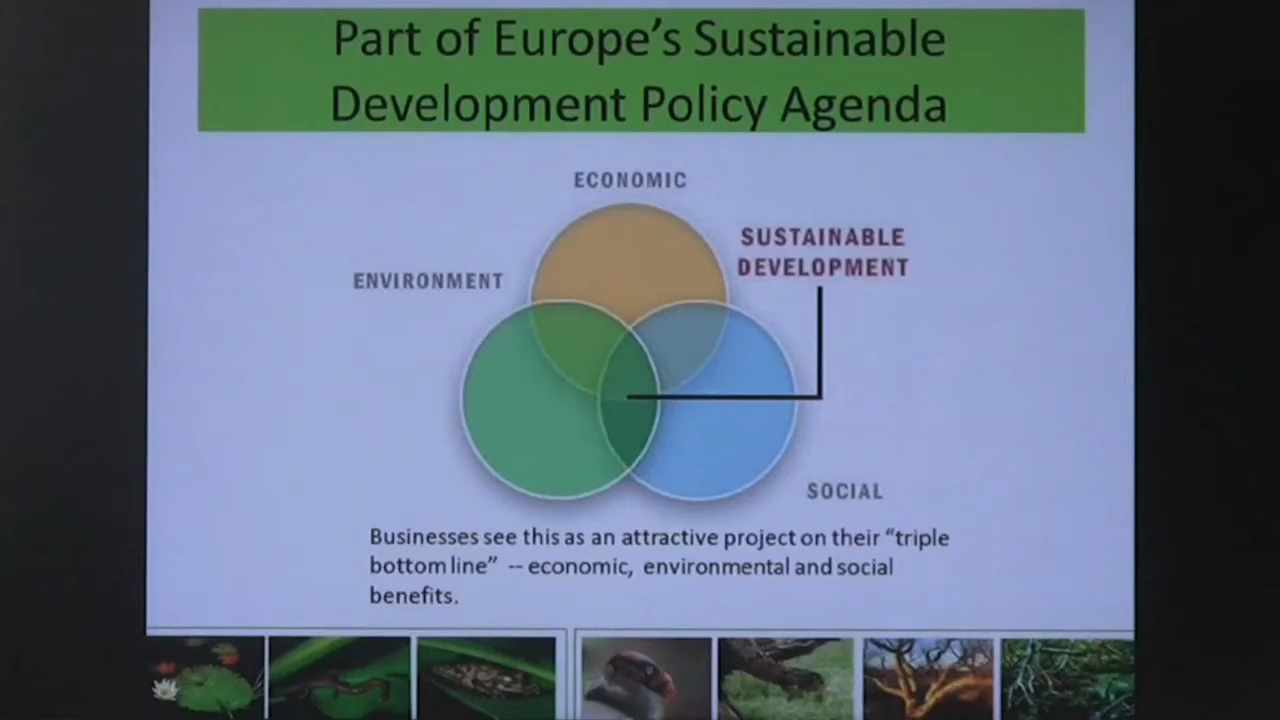 Part of Europe’s Sustainable
Development Policy Agenda
ECONOMIC
SUSTAINABLE
DEVELOPMENT
ENVIRONMENT
SOCIAL
Businesses see this as an attractive project on their “triple
bottom line” -- economic, environmental and social
benefits.